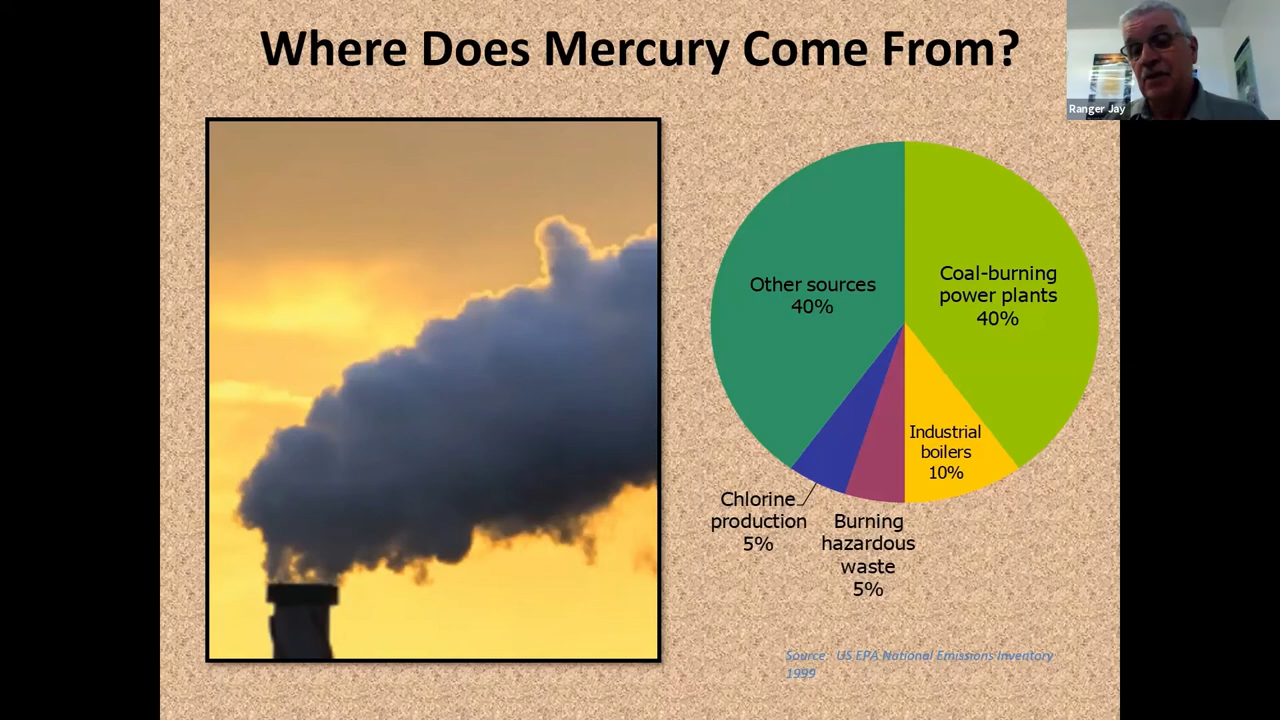 Where Does Mercury Come From?
Ranger Jay
Other sources
40%
Coal-burning
power plants
40%
Industrial
boilers
10%
Chlorine
production
5%
Burning
hazardous
waste
5%
Source: US EPA National Emissions Inventory
1999